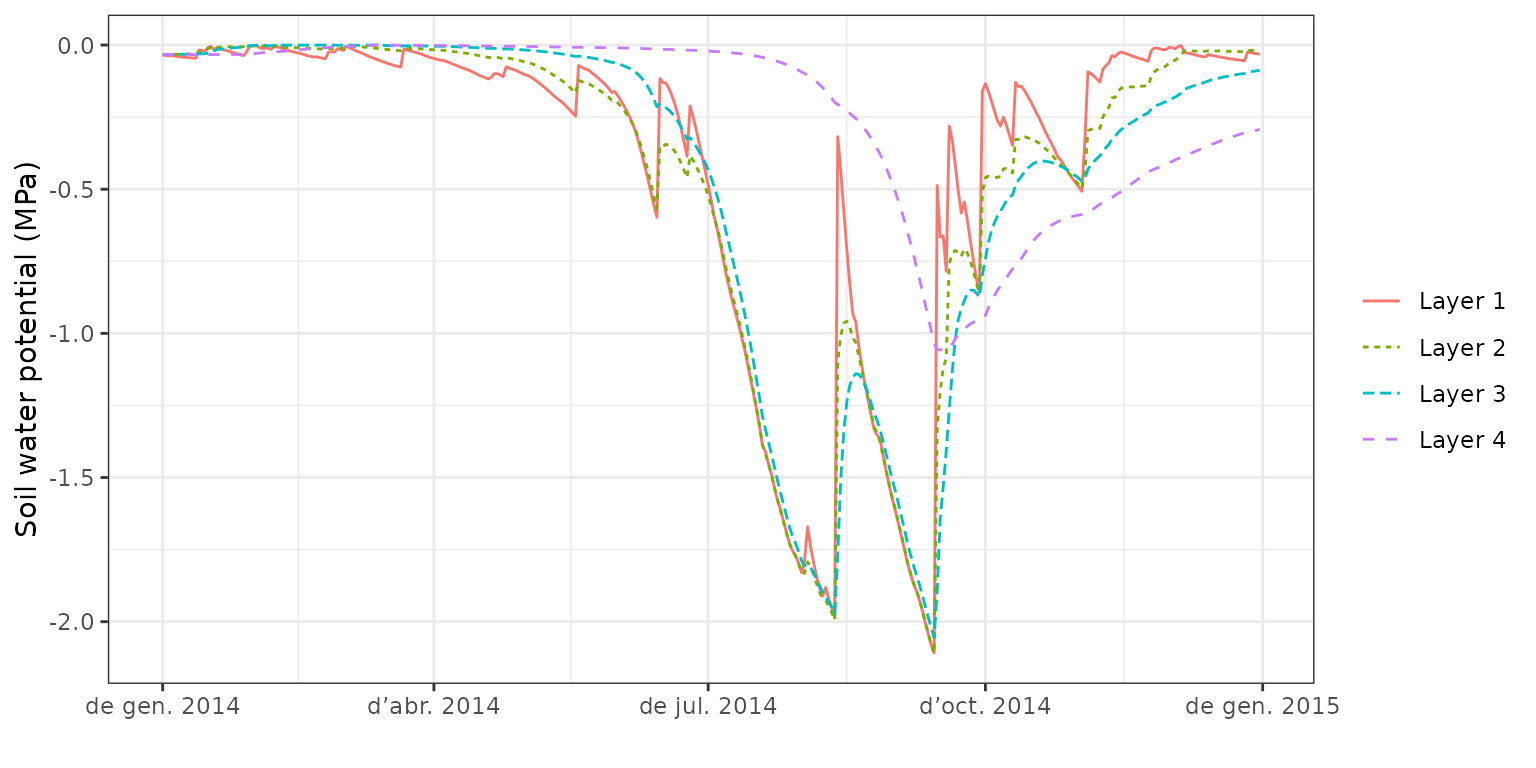 Soil water potential (MPa)
0.0
-0.5
-1.0
-1.5
-2.0
de gen. 2014 d’abr. 2014 de jul. 2014 d’oct. 2014 de gen. 2015
Layer 1
Layer 2
Layer 3
Layer 4